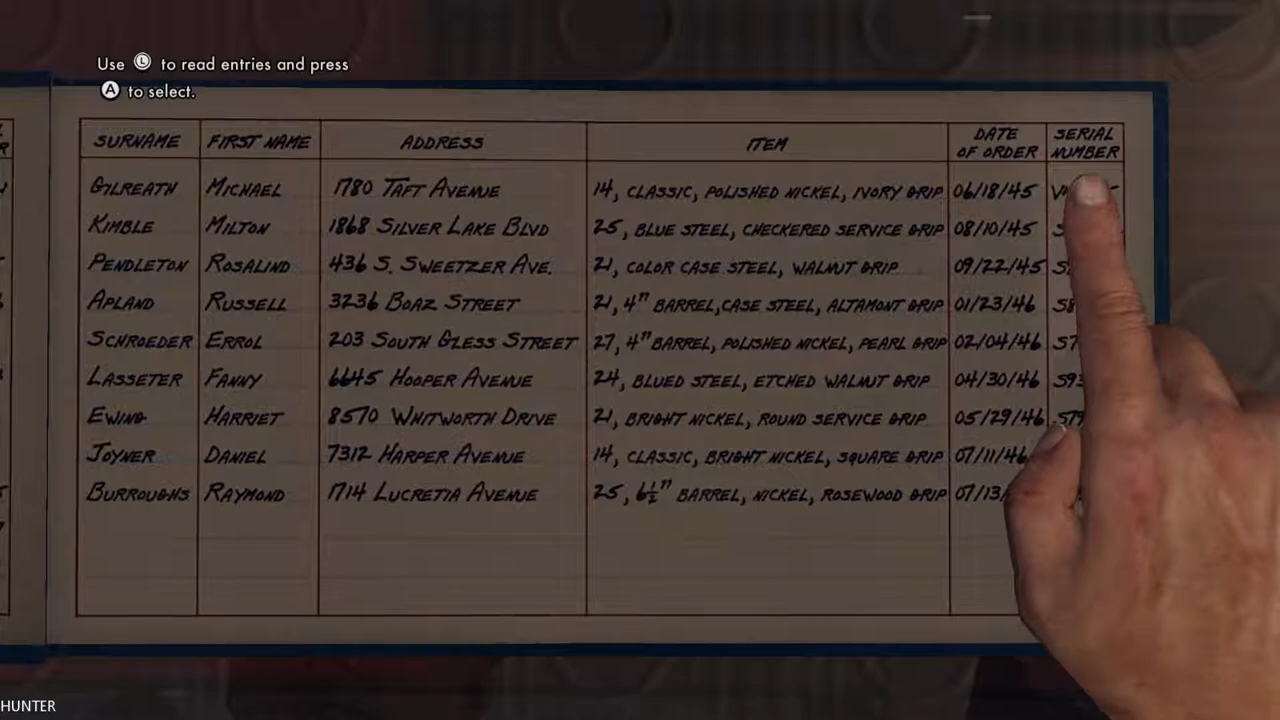 Use L to read entries and press
A to select.
SURNAME FIRST NAME ADDRESS ITEM DATE OF ORDER SERIAL NUMBER
GILREATH MICHAEL 1780 TAFT AVENUE 14, CLASSIC, POLISHED NICKEL, IVORY GRIP 06/18/45
KIMBLE MILTON 1868 SILVER LAKE BLVD 25, BLUE STEEL, CHECKERED SERVICE GRIP 08/10/45
PENDLETON ROSALIND 436 S. SWEETZER AVE. 21, COLOR CASE STEEL, WALNUT GRIP 09/22/45
APLAND RUSSELL 3236 BOAZ STREET 21, 4" BARREL, CASE STEEL, ALTAMONT GRIP 01/23/46
SCHROEDER ERROL 203 SOUTH GLESS STREET 27, 4" BARREL, POLISHED NICKEL, PEARL GRIP 02/04/46
LASSETER FANNY 6645 HOOPER AVENUE 24, BLUED STEEL, ETCHED WALNUT GRIP 04/30/46
EWING HARRIET 8570 WHITWORTH DRIVE 21, BRIGHT NICKEL, ROUND SERVICE GRIP 05/29/46
JOYNER DANIEL 7312 HARPER AVENUE 14, CLASSIC, BRIGHT NICKEL, SQUARE GRIP 07/11/46
BURROUGHS RAYMOND 1714 LUCRETIA AVENUE 25, 6½" BARREL, NICKEL, ROSEWOOD GRIP 07/13/
HUNTER